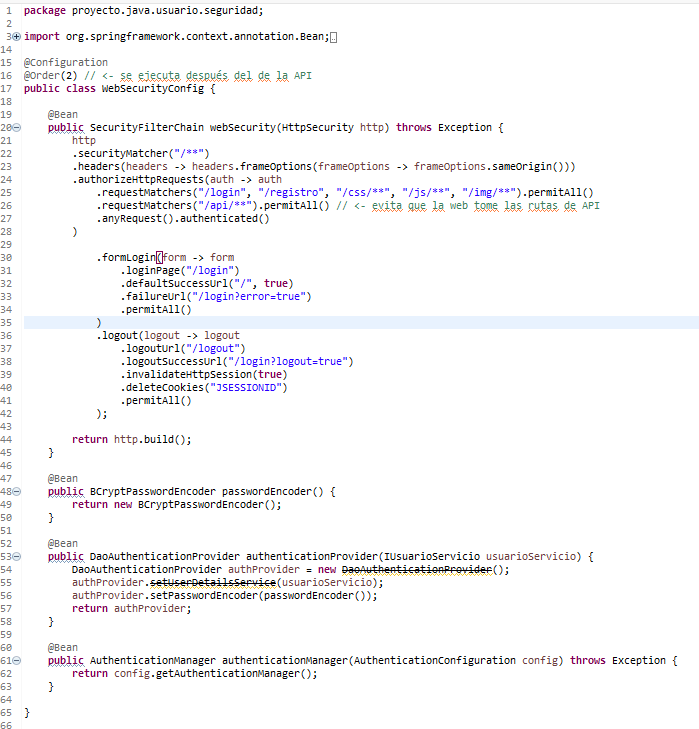 1 package proyecto.java.usuario.seguridad;
2
3 import org.springframework.context.annotation.Bean;
14
15 @Configuration
16 @Order(2) // <- se ejecuta después del de la API
17 public class WebSecurityConfig {
18
19     @Bean
20     public SecurityFilterChain webSecurity(HttpSecurity http) throws Exception {
21         http
22         .securityMatcher("/**")
23         .headers(headers -> headers.frameOptions(frameOptions -> frameOptions.sameOrigin()))
24         .authorizeHttpRequests(auth -> auth
25             .requestMatchers("/login", "/registro", "/css/**", "/js/**", "/img/**").permitAll()
26             .requestMatchers("/api/**").permitAll() // <- evita que la web tome las rutas de API
27             .anyRequest().authenticated()
28         )
29
30             .formLogin(form -> form
31                 .loginPage("/login")
32                 .defaultSuccessUrl("/", true)
33                 .failureUrl("/login?error=true")
34                 .permitAll()
35             )
36             .logout(logout -> logout
37                 .logoutUrl("/logout")
38                 .logoutSuccessUrl("/login?logout=true")
39                 .invalidateHttpSession(true)
40                 .deleteCookies("JSESSIONID")
41                 .permitAll()
42             );
43
44         return http.build();
45     }
46
47     @Bean
48     public BCryptPasswordEncoder passwordEncoder() {
49         return new BCryptPasswordEncoder();
50     }
51
52     @Bean
53     public DaoAuthenticationProvider authenticationProvider(IUsuarioServicio usuarioServicio) {
54         DaoAuthenticationProvider authProvider = new DaoAuthenticationProvider();
55         authProvider.setUserDetailsService(usuarioServicio);
56         authProvider.setPasswordEncoder(passwordEncoder());
57         return authProvider;
58     }
59
60     @Bean
61     public AuthenticationManager authenticationManager(AuthenticationConfiguration config) throws Exception {
62         return config.getAuthenticationManager();
63     }
64
65 }
66